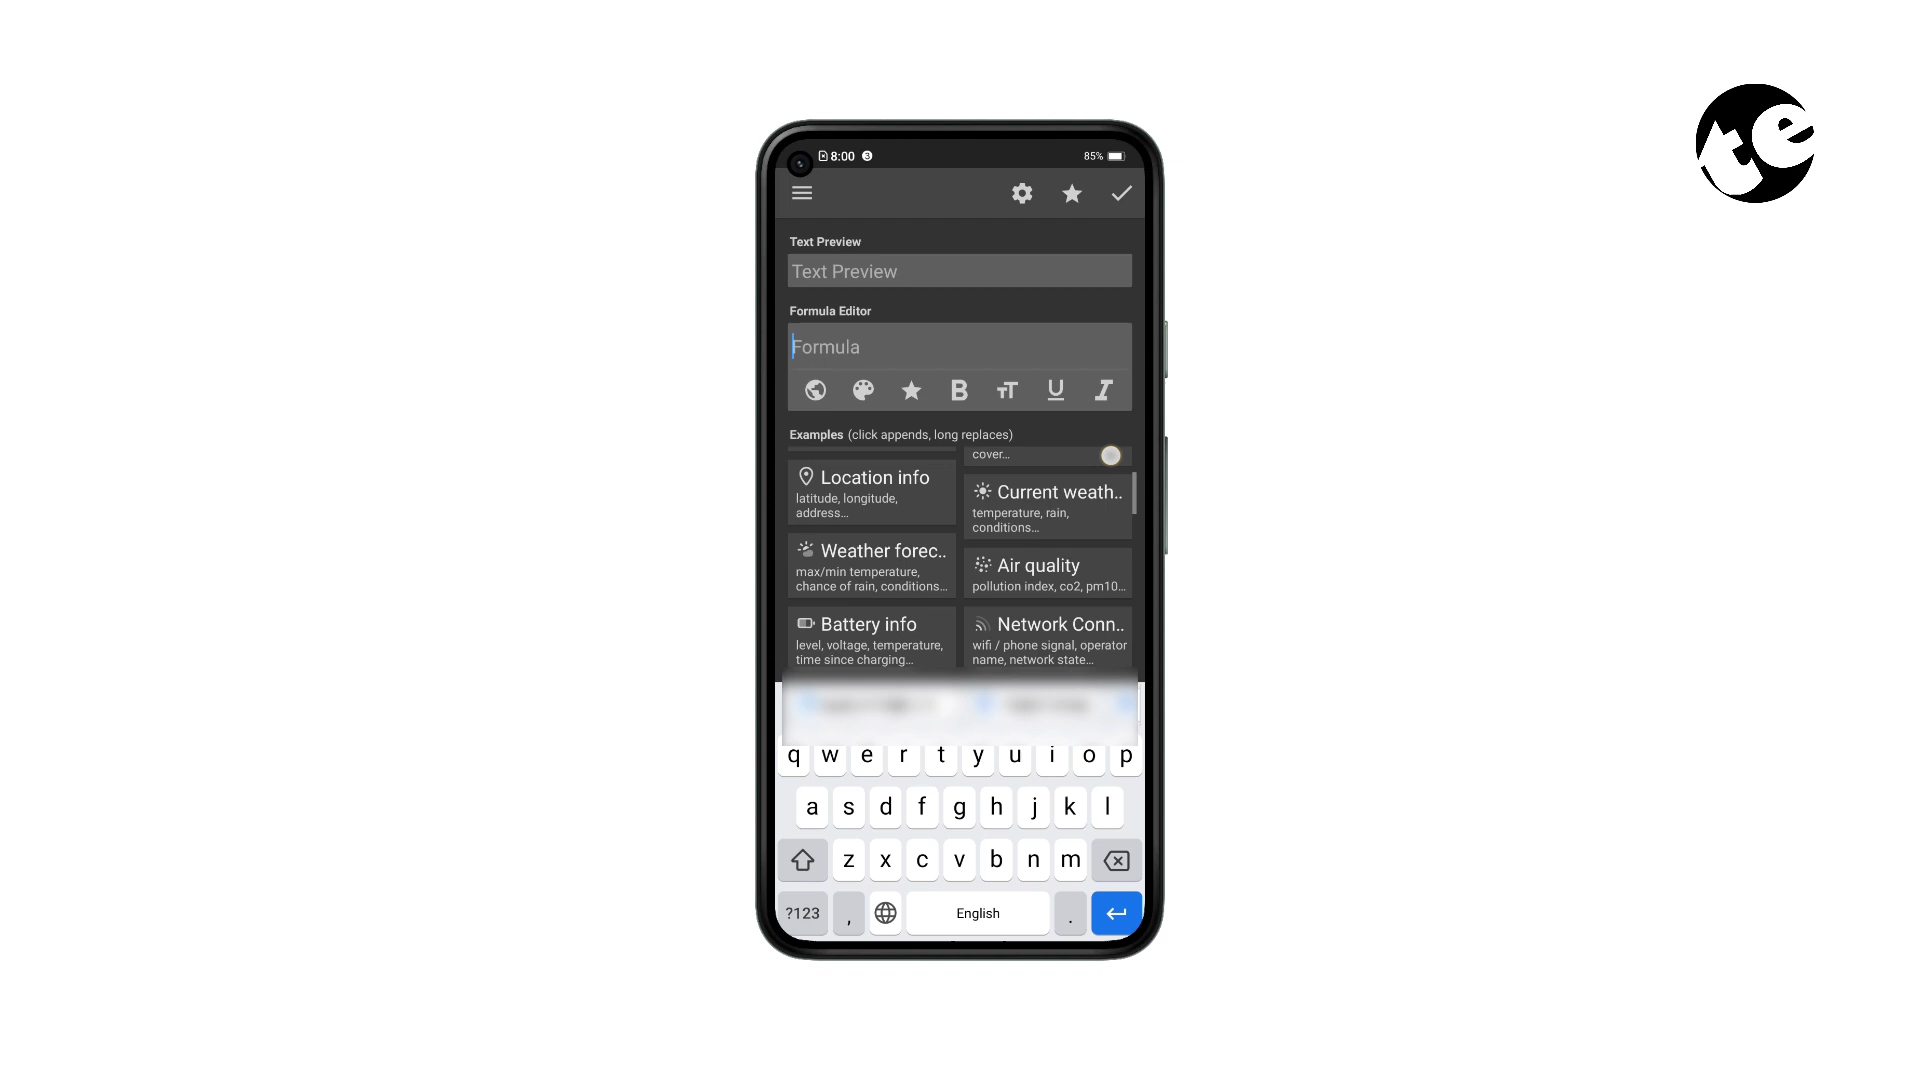 te
8:00 3
85%
Text Preview
Text Preview
Formula Editor
Formula
B TT U I
Examples (click appends, long replaces)
cover...
Location info
latitude, longitude,
address...
Current weath..
temperature, rain,
conditions...
Weather forec..
max/min temperature,
chance of rain, conditions...
Air quality
pollution index, co2, pm10...
Battery info
level, voltage, temperature,
time since charging...
Network Conn..
wifi / phone signal, operator
name, network state...
q w e r t y u i o p
a s d f g h j k l
z x c v b n m
?123 , English .